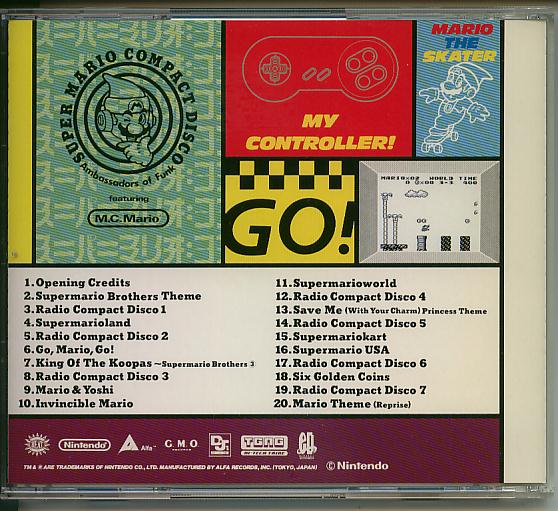 SUPER MARIO COMPACT DISCO
Ambassadors of Funk
featuring
M.C. Mario
MY
CONTROLLER!
MARIO
THE
SKATER
GO!
MARIO×02 WORLD TIME
3-3 400
1. Opening Credits
2. Supermario Brothers Theme
3. Radio Compact Disco 1
4. Supermarioland
5. Radio Compact Disco 2
6. Go, Mario, Go!
7. King Of The Koopas ~Supermario Brothers ③
8. Radio Compact Disco 3
9. Mario & Yoshi
10. Invincible Mario
11. Supermarioworld
12. Radio Compact Disco 4
13. Save Me (With Your Charm) Princess Theme
14. Radio Compact Disco 5
15. Supermariokart
16. Supermario USA
17. Radio Compact Disco 6
18. Six Golden Coins
19. Radio Compact Disco 7
20. Mario Theme (Reprise)
Nintendo
Alfa
G.M.O.
TM & ® ARE TRADEMARKS OF NINTENDO CO., LTD. MANUFACTURED BY ALFA RECORDS, INC. (TOKYO, JAPAN) © Nintendo